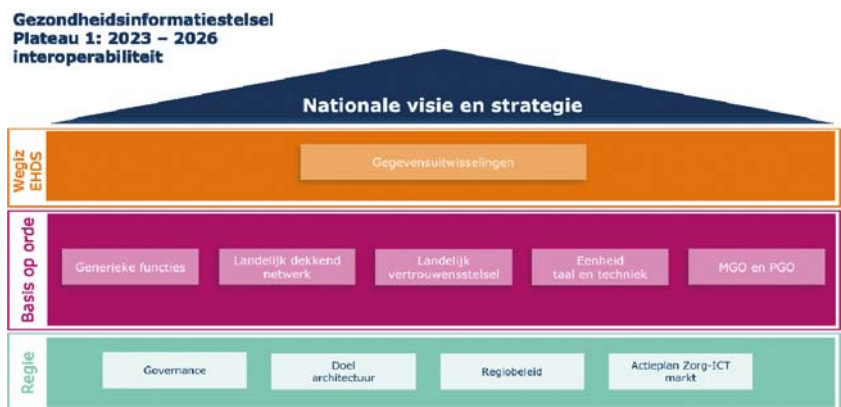 Gezondheidsinformatiestelsel
Plateau 1: 2023 – 2026
interoperabiliteit
Nationale visie en strategie
Wegiz
EHDS
Gegevensuitwisselingen
Basis op orde
Generieke functies
Landelijk dekkend
netwerk
Landelijk
vertrouwensstelsel
Eenheid
taal en techniek
MGO en PGO
Regie
Governance
Doel
architectuur
Regiobeleid
Actieplan Zorg-ICT
markt